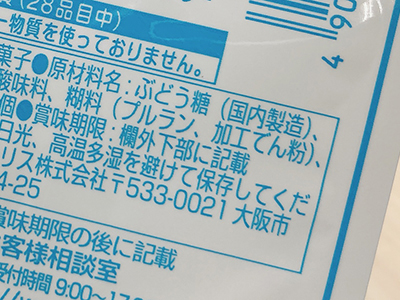 (28品目中)
ー物質を使っておりません。
菓子●原材料名：ぶどう糖（国内製造）、
酸味料、糊料（プルラン、加工でん粉）、
個●賞味期限：欄外下部に記載
日光、高温多湿を避けて保存してくだ
リス株式会社〒533-0021 大阪市
4-25
賞味期限の後に記載
客様相談室
受付時間 9:00～17
90
4